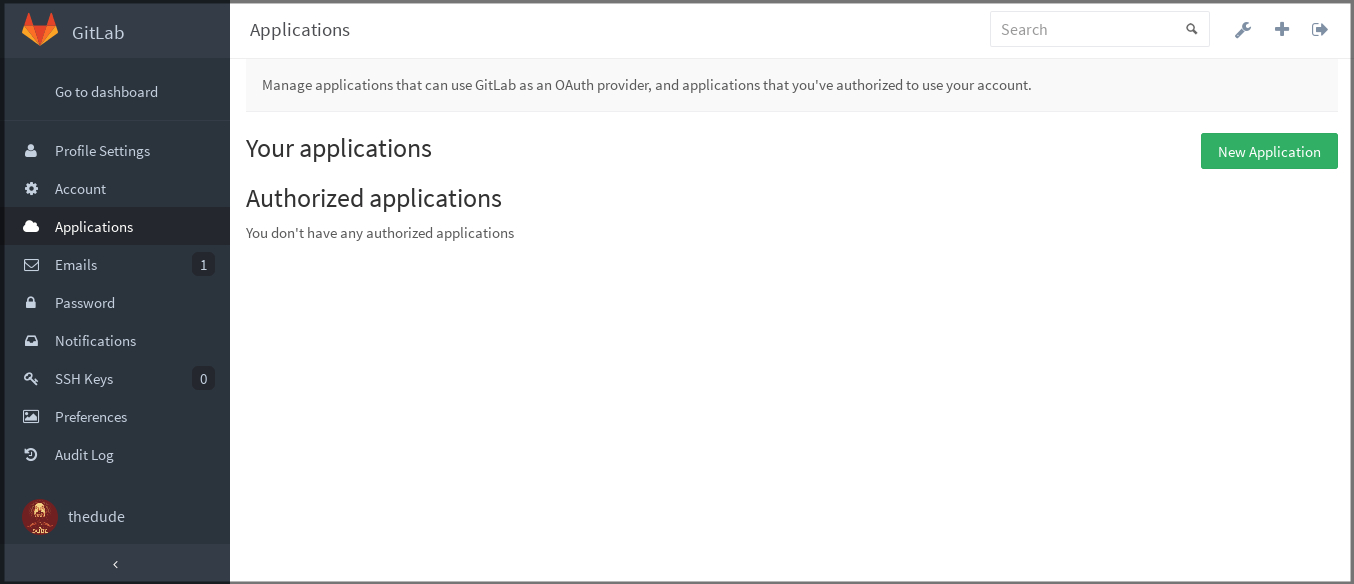 GitLab
Applications
Search
Go to dashboard
Manage applications that can use GitLab as an OAuth provider, and applications that you've authorized to use your account.
Profile Settings
Account
Applications
Emails 1
Password
Notifications
SSH Keys 0
Preferences
Audit Log
thedude
Your applications
New Application
Authorized applications
You don't have any authorized applications